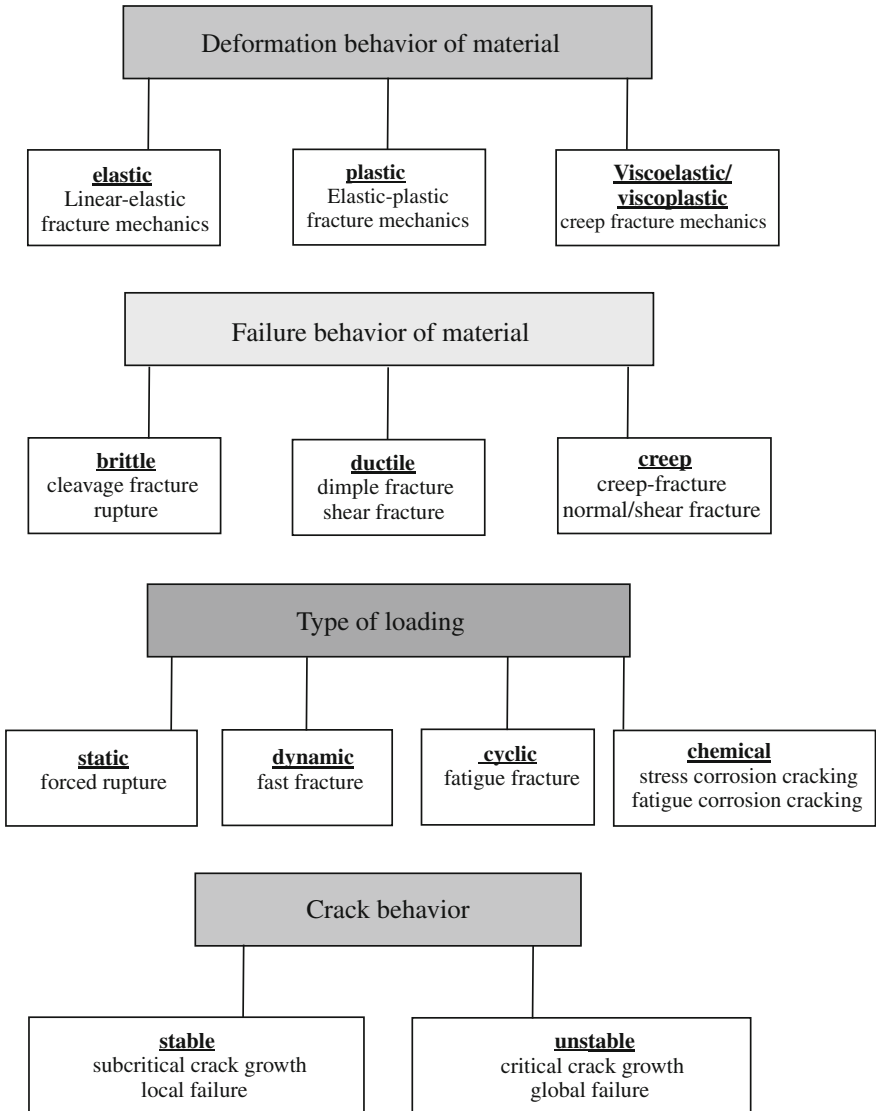 Deformation behavior of material
elastic
Linear-elastic
fracture mechanics
plastic
Elastic-plastic
fracture mechanics
Viscoelastic/
viscoplastic
creep fracture mechanics
Failure behavior of material
brittle
cleavage fracture
rupture
ductile
dimple fracture
shear fracture
creep
creep-fracture
normal/shear fracture
Type of loading
static
forced rupture
dynamic
fast fracture
cyclic
fatigue fracture
chemical
stress corrosion cracking
fatigue corrosion cracking
Crack behavior
stable
subcritical crack growth
local failure
unstable
critical crack growth
global failure